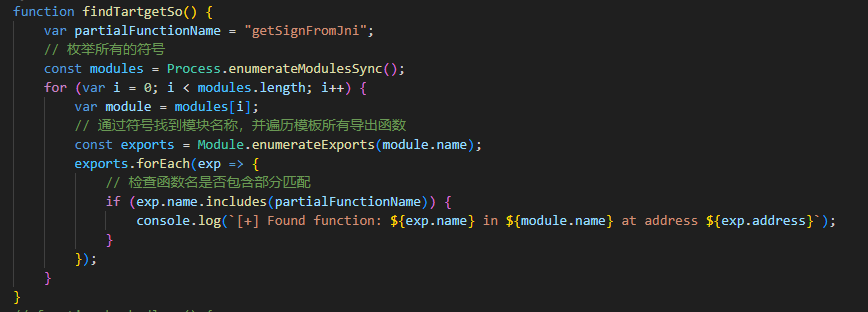 function findTartgetSo() {
    var partialFunctionName = "getSignFromJni";
    // 枚举所有的符号
    const modules = Process.enumerateModulesSync();
    for (var i = 0; i < modules.length; i++) {
        var module = modules[i];
        // 通过符号找到模块名称，并遍历模板所有导出函数
        const exports = Module.enumerateExports(module.name);
        exports.forEach(exp => {
            // 检查函数名是否包含部分匹配
            if (exp.name.includes(partialFunctionName)) {
                console.log(`[+] Found function: ${exp.name} in ${module.name} at address ${exp.address}`);
            }
        });
    }
}